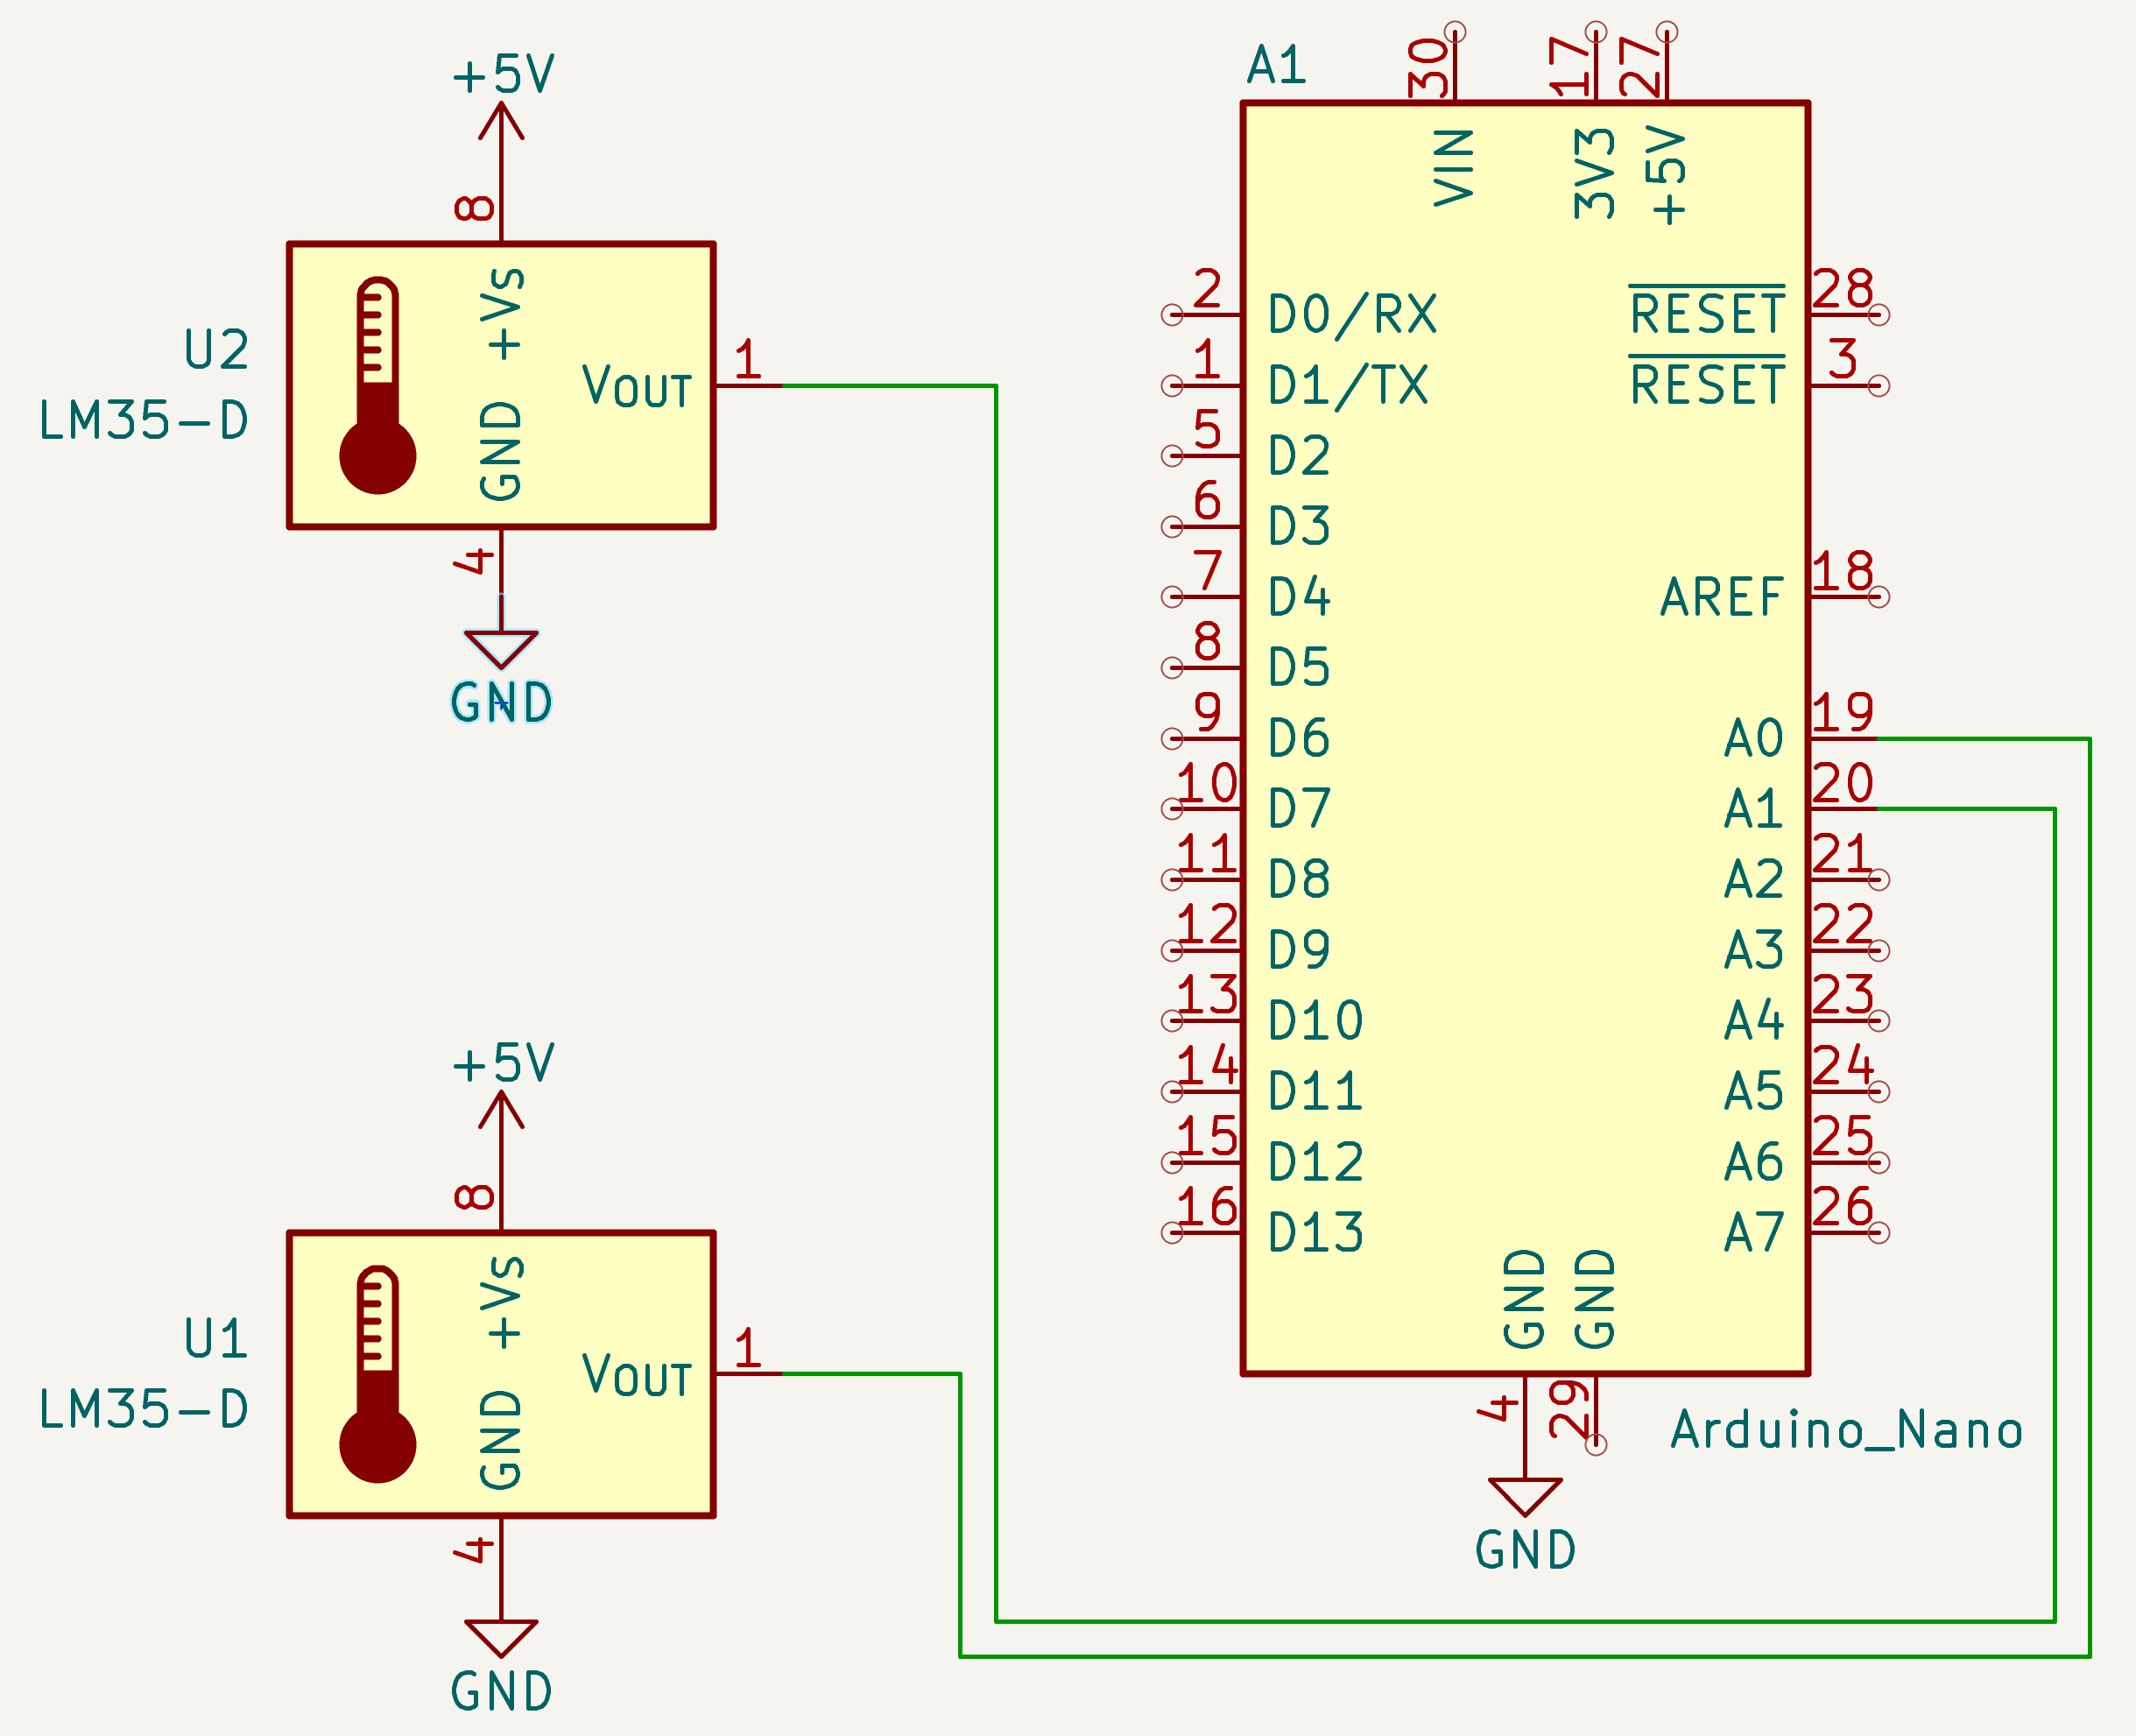 +5V
8
+Vs
GND
VOUT
1
U2
LM35-D
4
GND
+5V
8
+Vs
GND
VOUT
1
U1
LM35-D
4
GND
A1
30
17
27
VIN
3V3
+5V
2
D0/RX
1
D1/TX
5
D2
6
D3
7
D4
8
D5
9
D6
10
D7
11
D8
12
D9
13
D10
14
D11
15
D12
16
D13
28
RESET
3
RESET
18
AREF
19
A0
20
A1
21
A2
22
A3
23
A4
24
A5
25
A6
26
A7
GND
GND
4
29
Arduino_Nano
GND